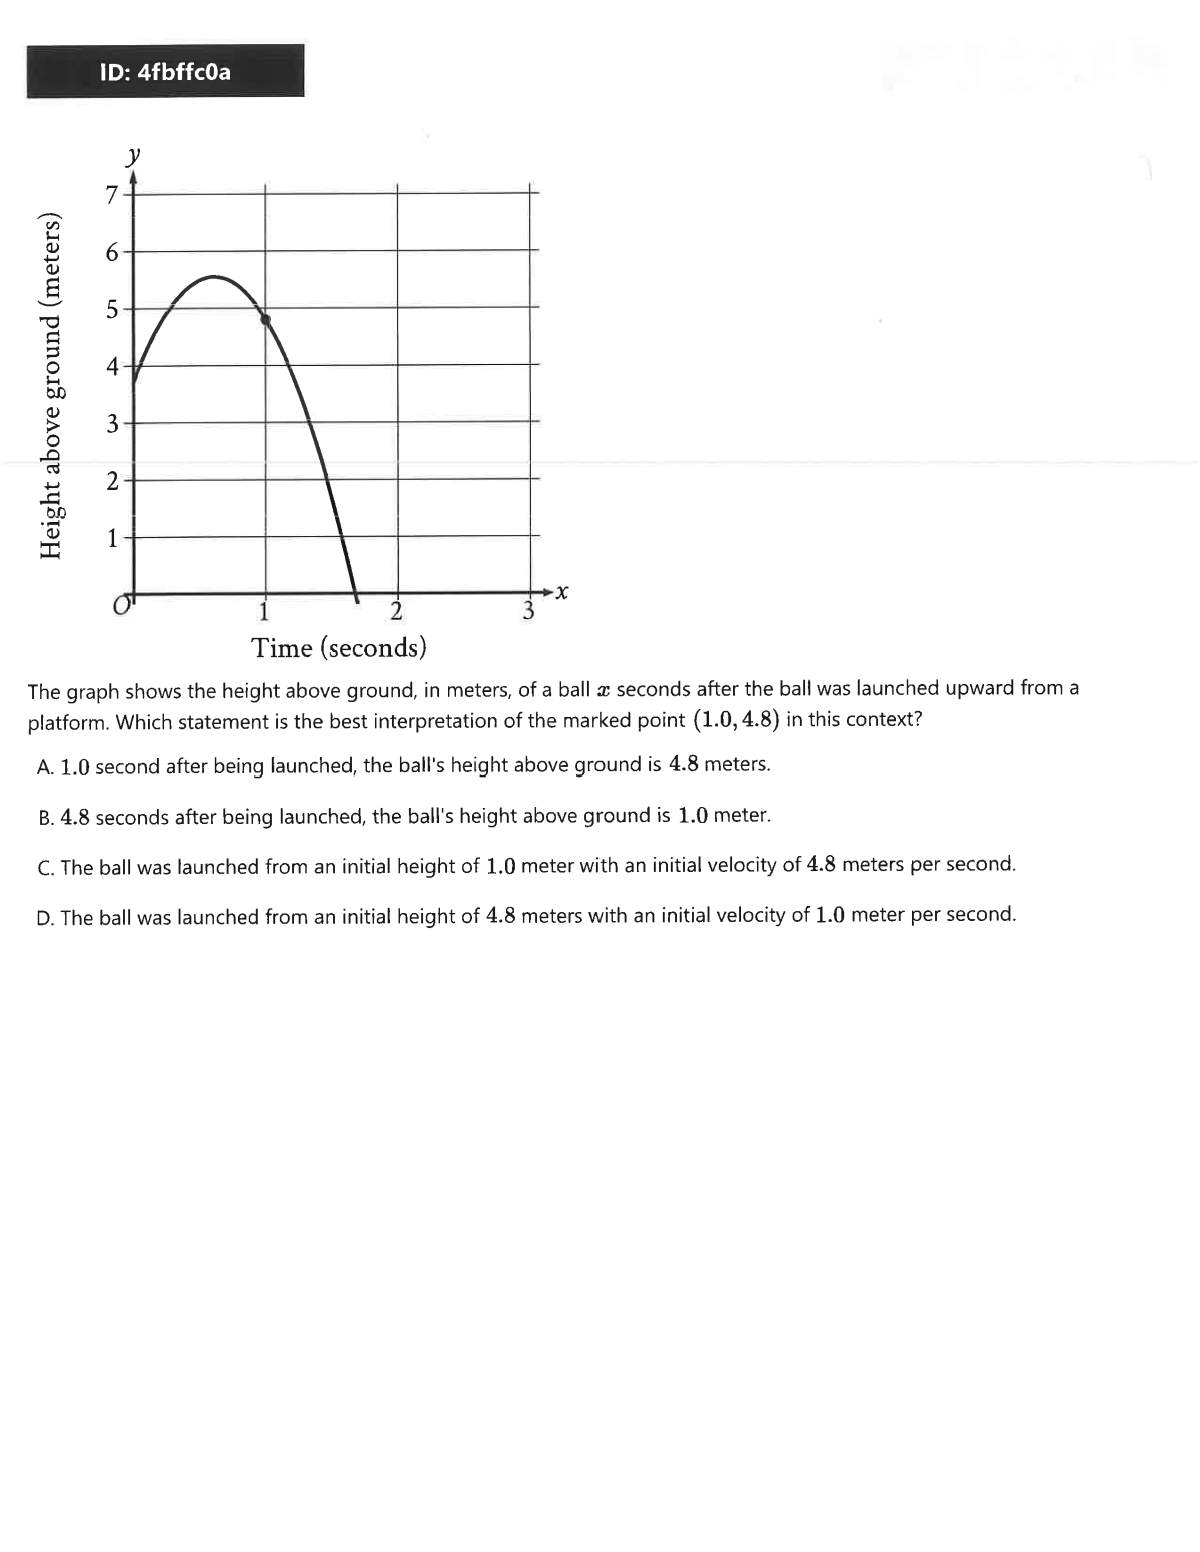 ID: 4fbffc0a
y
7
6
5
4
3
2
1
Height above ground (meters)
O
1
2
3
x
Time (seconds)
The graph shows the height above ground, in meters, of a ball x seconds after the ball was launched upward from a
platform. Which statement is the best interpretation of the marked point (1.0, 4.8) in this context?
A. 1.0 second after being launched, the ball's height above ground is 4.8 meters.
B. 4.8 seconds after being launched, the ball's height above ground is 1.0 meter.
C. The ball was launched from an initial height of 1.0 meter with an initial velocity of 4.8 meters per second.
D. The ball was launched from an initial height of 4.8 meters with an initial velocity of 1.0 meter per second.